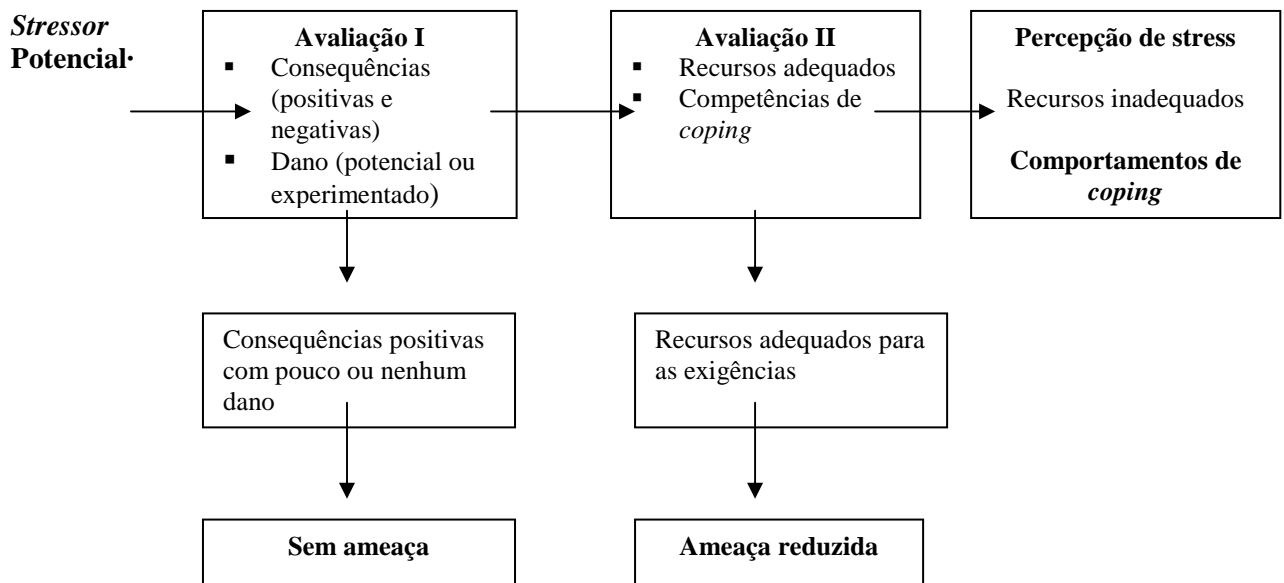 Stressor
Potencial·
Avaliação I
▪ Consequências
(positivas e
negativas)
▪ Dano (potencial ou
experimentado)
Avaliação II
▪ Recursos adequados
▪ Competências de
coping
Percepção de stress
Recursos inadequados
Comportamentos de
coping
Consequências positivas
com pouco ou nenhum
dano
Recursos adequados para
as exigências
Sem ameaça
Ameaça reduzida